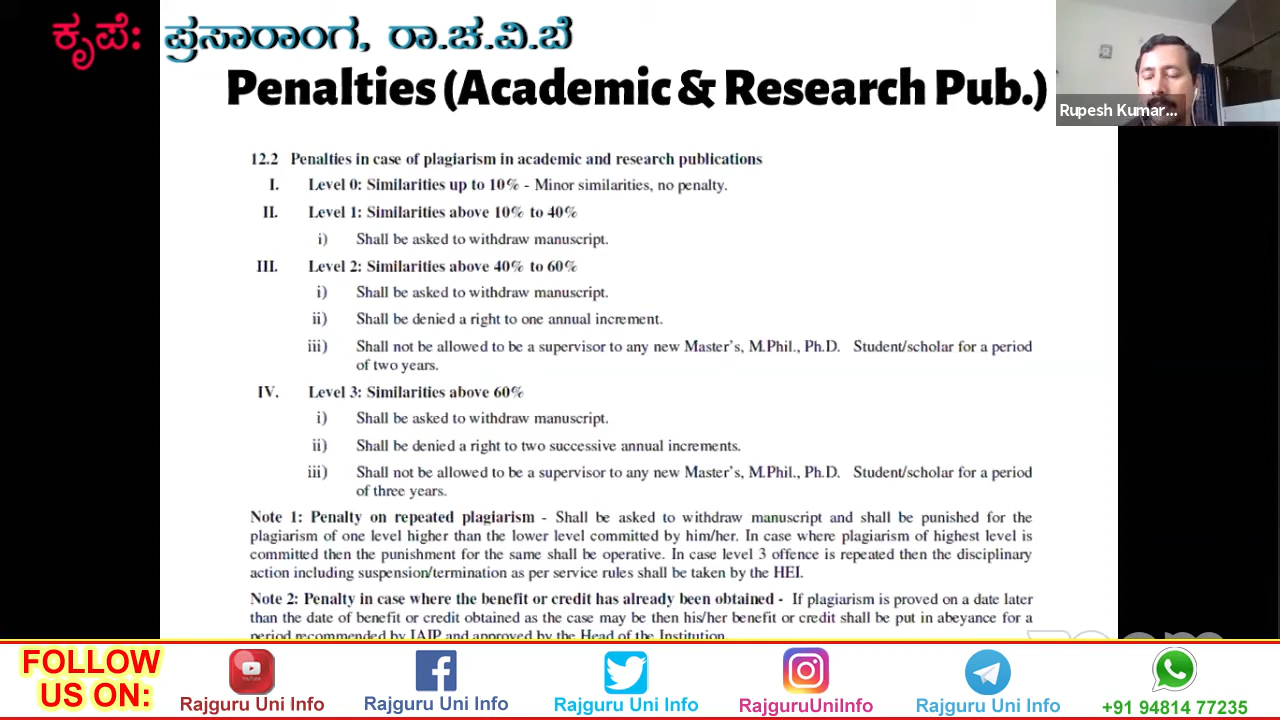 ಕೃಪೆ: ಪ್ರಸಾರಾಂಗ, ರಾ.ಚ.ವಿ.ಬೆ
Penalties (Academic & Research Pub.)
Rupesh Kumar...
12.2 Penalties in case of plagiarism in academic and research publications
I. Level 0: Similarities up to 10% - Minor similarities, no penalty.
II. Level 1: Similarities above 10% to 40%
i) Shall be asked to withdraw manuscript.
III. Level 2: Similarities above 40% to 60%
i) Shall be asked to withdraw manuscript.
ii) Shall be denied a right to one annual increment.
iii) Shall not be allowed to be a supervisor to any new Master's, M.Phil., Ph.D. Student/scholar for a period
of two years.
IV. Level 3: Similarities above 60%
i) Shall be asked to withdraw manuscript.
ii) Shall be denied a right to two successive annual increments.
iii) Shall not be allowed to be a supervisor to any new Master's, M.Phil., Ph.D. Student/scholar for a period
of three years.
Note 1: Penalty on repeated plagiarism - Shall be asked to withdraw manuscript and shall be punished for the
plagiarism of one level higher than the lower level committed by him/her. In case where plagiarism of highest level is
committed then the punishment for the same shall be operative. In case level 3 offence is repeated then the disciplinary
action including suspension/termination as per service rules shall be taken by the HEI.
Note 2: Penalty in case where the benefit or credit has already been obtained - If plagiarism is proved on a date later
than the date of benefit or credit obtained as the case may be then his/her benefit or credit shall be put in abeyance for a
period recommended by IAIP and approved by the Head of the Institution.
zoom
FOLLOW
US ON:
YouTube
Rajguru Uni Info
Rajguru Uni Info
Rajguru Uni Info
RajguruUniInfo
Rajguru Uni Info
+91 94814 77235